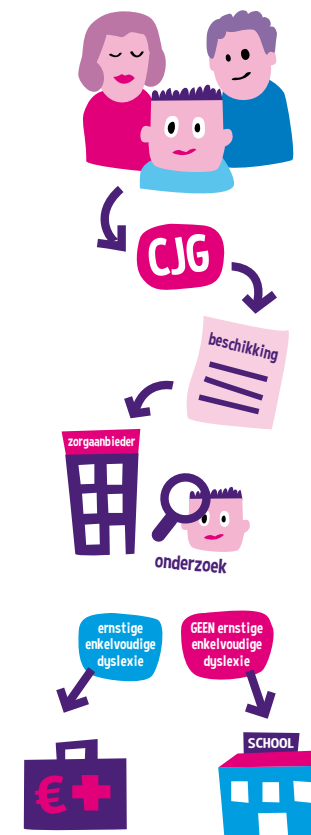 CJG
beschikking
zorgaanbieder
onderzoek
ernstige
enkelvoudige
dyslexie
GEEN ernstige
enkelvoudige
dyslexie
SCHOOL
€